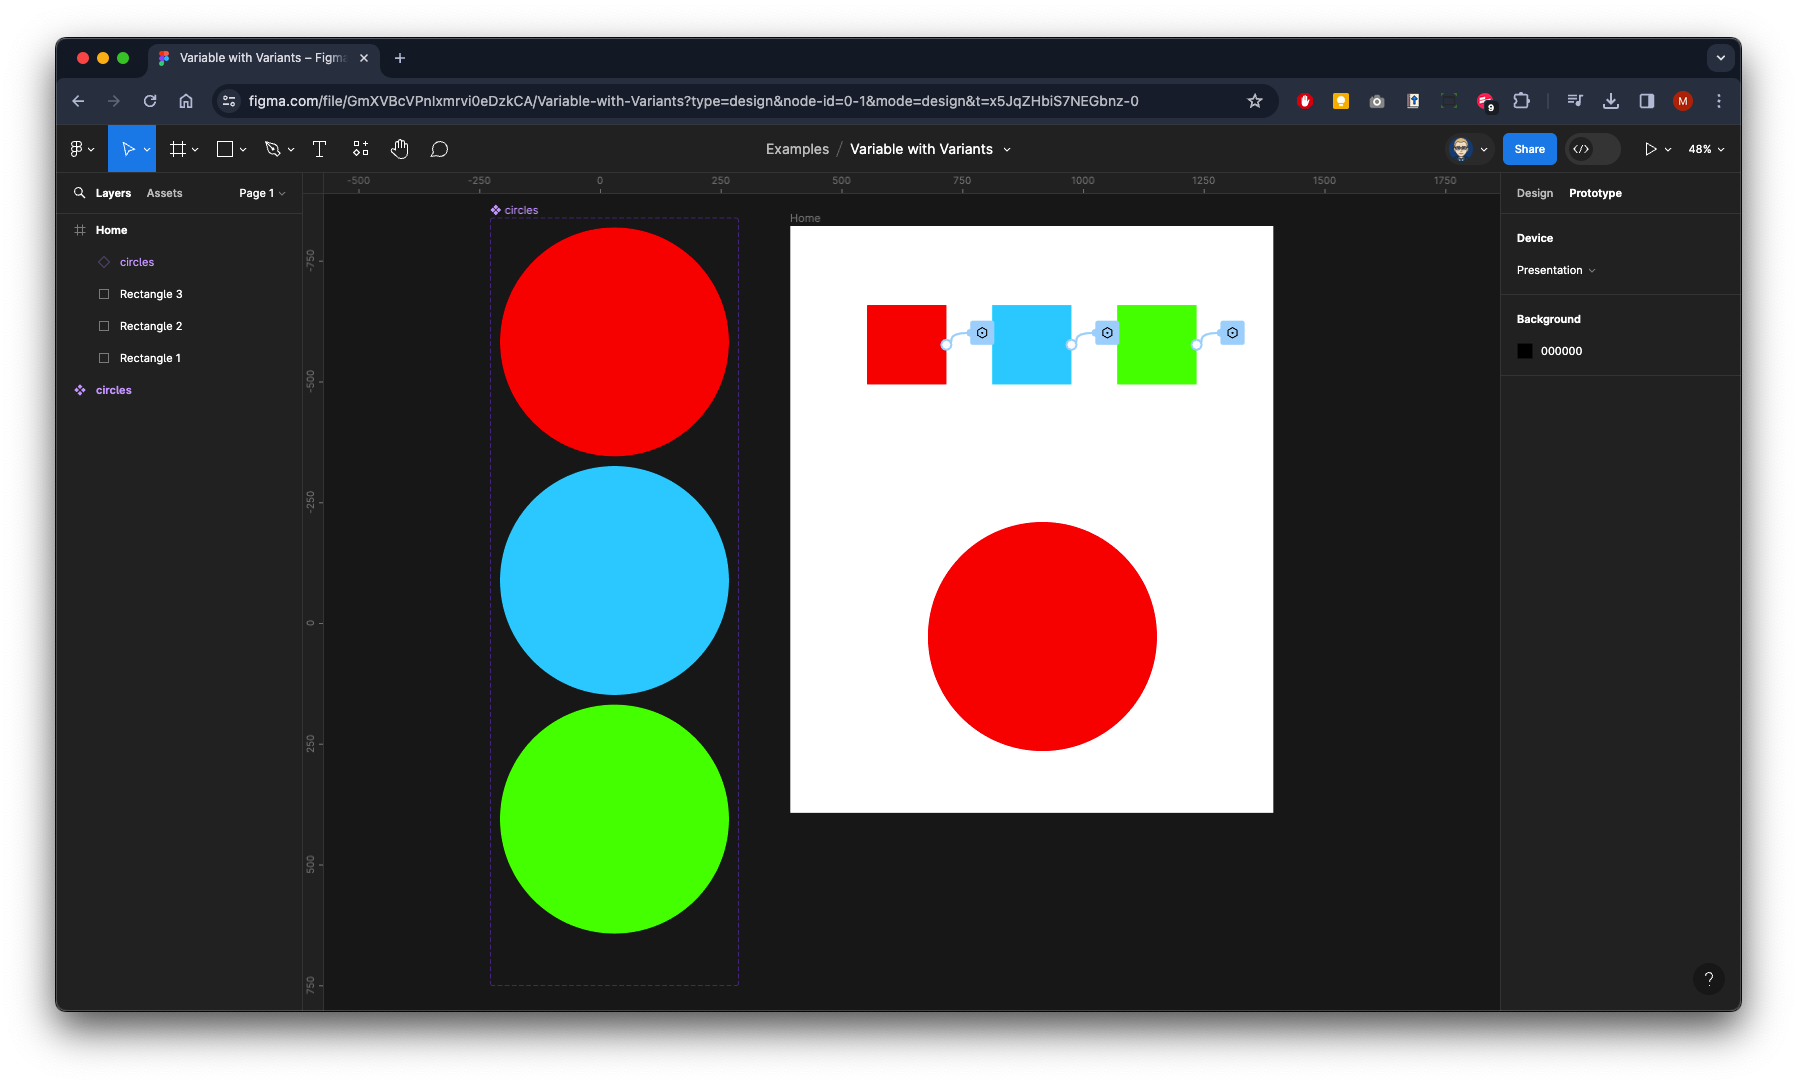 Variable with Variants – Figma
figma.com/file/GmXVBcVPnIxmrvi0eDzkCA/Variable-with-Variants?type=design&node-id=0-1&mode=design&t=x5JqZHbiS7NEGbnz-0
9
M
Examples / Variable with Variants
Share
48%
Layers
Assets
Page 1
-500
-250
0
250
500
750
1000
1250
1500
1750
Design
Prototype
Home
circles
Rectangle 3
Rectangle 2
Rectangle 1
circles
-750
-500
-250
0
250
500
750
circles
Home
Device
Presentation
Background
000000
?